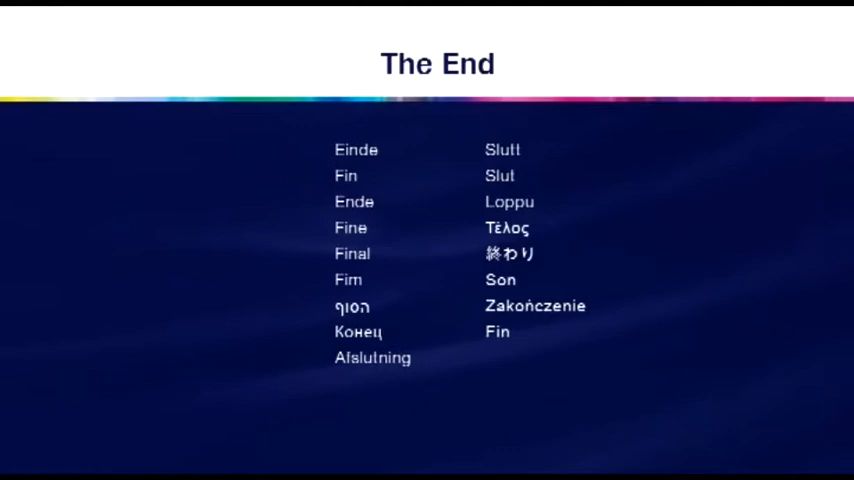 The End
Einde
Fin
Ende
Fine
Final
Fim
הסוף
Конец
Afslutning
Slutt
Slut
Loppu
Τέλος
終わり
Son
Zakończenie
Fin